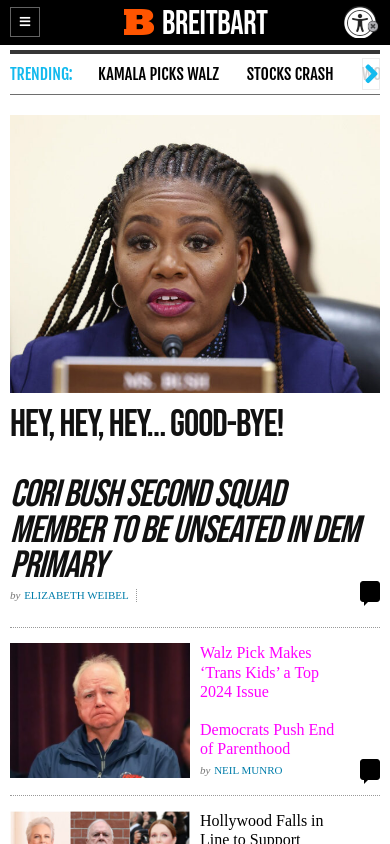 BREITBART
TRENDING:
KAMALA PICKS WALZ
STOCKS CRASH
MS. BUSH
HEY, HEY, HEY... GOOD-BYE!
CORI BUSH SECOND SQUAD
MEMBER TO BE UNSEATED IN DEM
PRIMARY
by ELIZABETH WEIBEL
Walz Pick Makes
‘Trans Kids’ a Top
2024 Issue
Democrats Push End
of Parenthood
by NEIL MUNRO
Hollywood Falls in
Line to Support